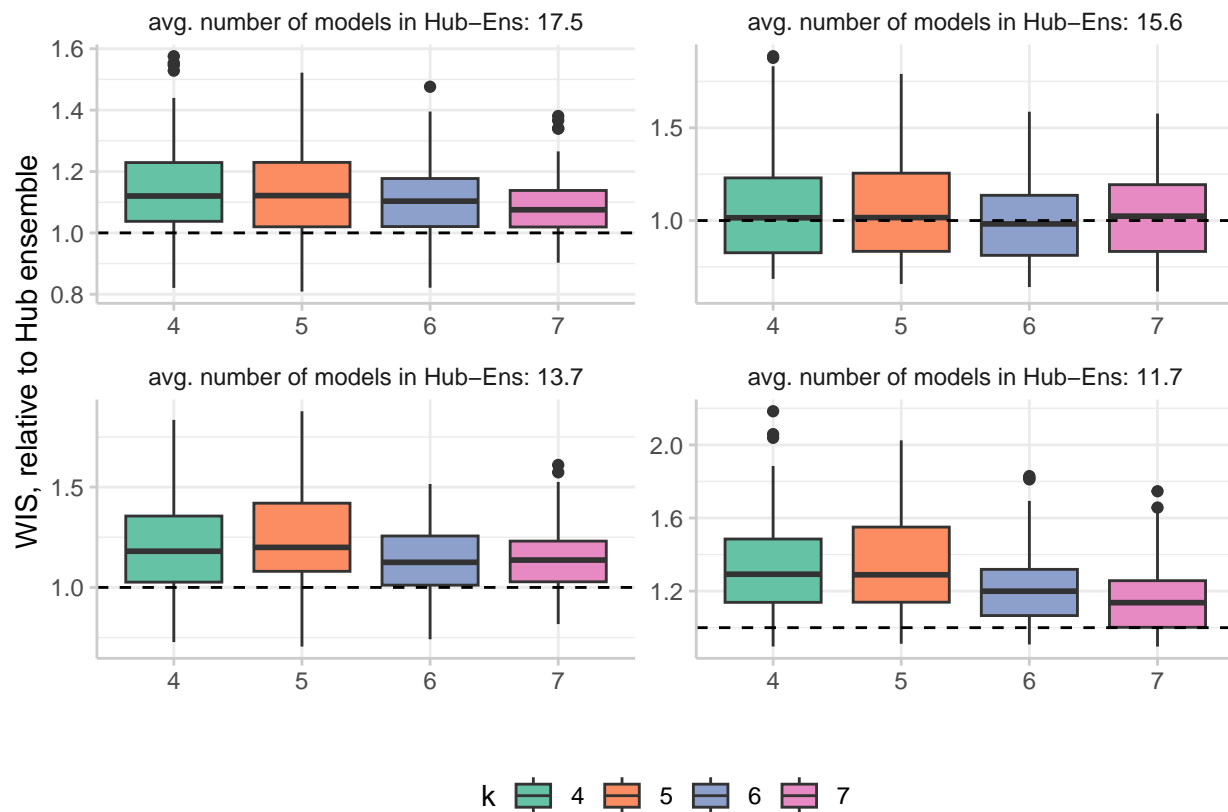 avg. number of models in Hub−Ens: 17.5
avg. number of models in Hub−Ens: 15.6
WIS, relative to Hub ensemble
1.6
1.4
1.2
1.0
0.8
4 5 6 7
1.5
1.0
4 5 6 7
avg. number of models in Hub−Ens: 13.7
avg. number of models in Hub−Ens: 11.7
1.5
1.0
4 5 6 7
2.0
1.6
1.2
4 5 6 7
k 4 5 6 7